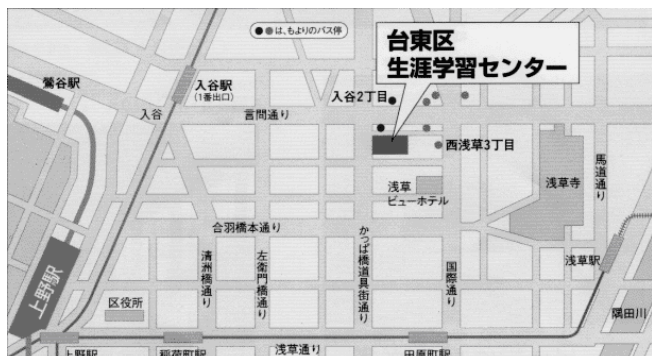 ●●は、もよりのバス停
台東区
生涯学習センター
鶯谷駅
入谷駅
(1番出口)
入谷2丁目
入谷
言問通り
西浅草3丁目
馬道通り
浅草寺
浅草
ビューホテル
合羽橋本通り
清洲橋通り
左衛門橋通り
かっぱ橋道具街通り
国際通り
浅草駅
上野駅
区役所
隅田川
上野駅
稲荷町駅
浅草通り
田原町駅